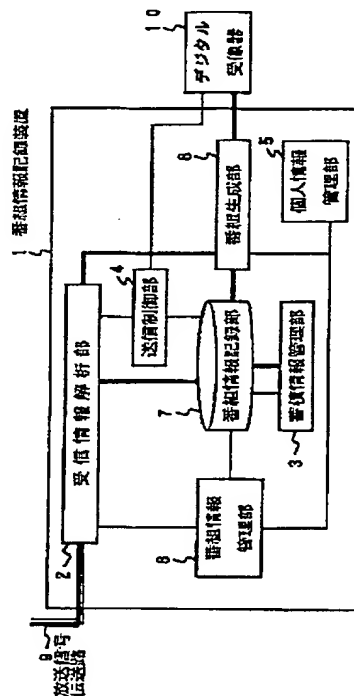 1 番組情報記録装置
9
放送信号
伝送路
2
受信情報解析部
4
送信制御部
10
デジタル
受像器
8
番組生成部
7
番組情報記録部
5
個人情報
管理部
6
番組情報
管理部
3
蓄積情報管理部